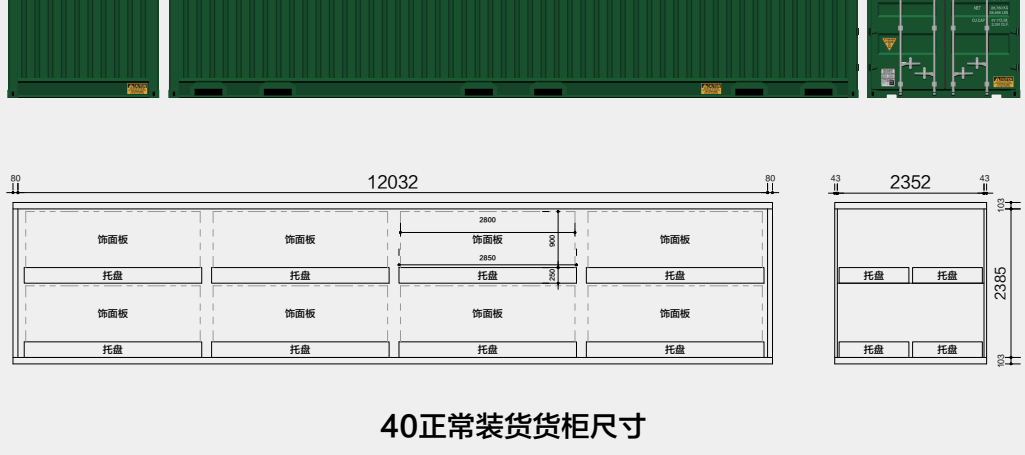 80 12032 80
43 2352 43
饰面板 饰面板 饰面板 饰面板
2800
900
2850
250
托盘 托盘 托盘 托盘
饰面板 饰面板 饰面板 饰面板
托盘 托盘 托盘 托盘
103
托盘 托盘
2385
托盘 托盘
103
40正常装货货柜尺寸